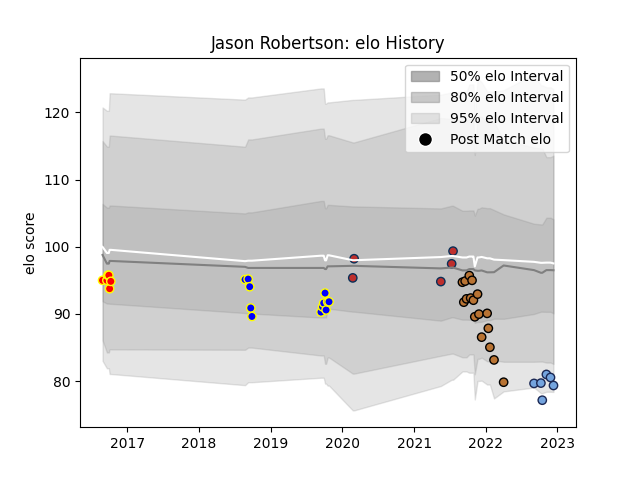 Jason Robertson: elo History
50% elo Interval
80% elo Interval
95% elo Interval
Post Match elo
elo score
120
110
100
90
80
2017 2018 2019 2020 2021 2022 2023